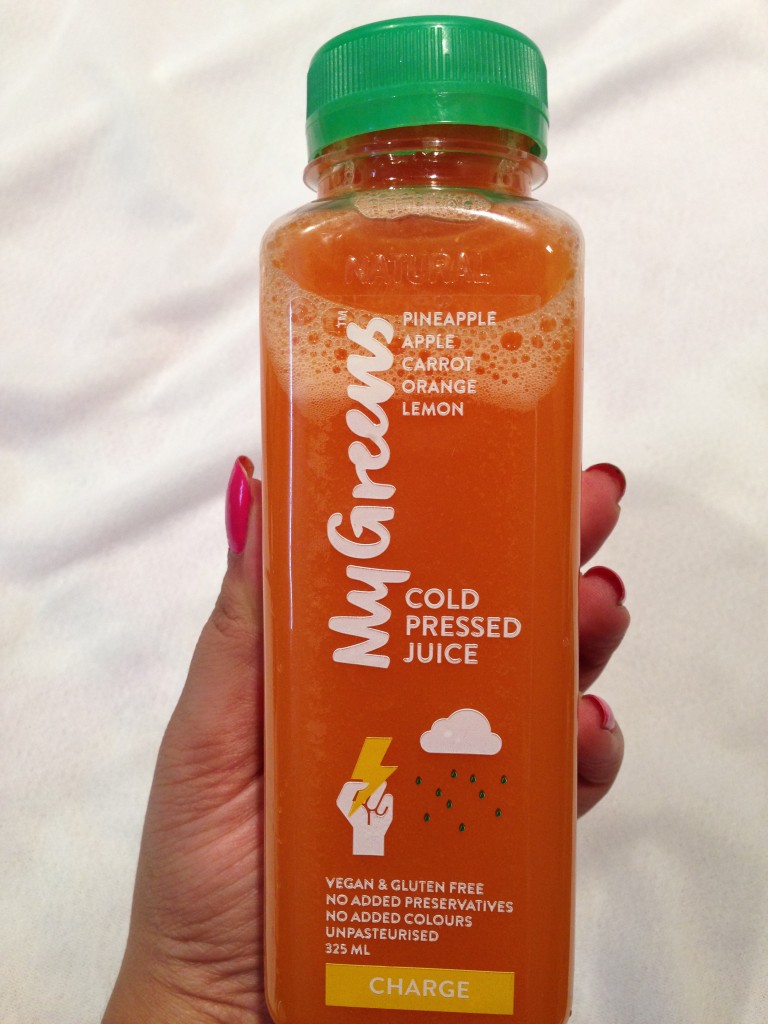 NATURAL
MyGreens™
PINEAPPLE
APPLE
CARROT
ORANGE
LEMON
COLD
PRESSED
JUICE
VEGAN & GLUTEN FREE
NO ADDED PRESERVATIVES
NO ADDED COLOURS
UNPASTEURISED
325 ML
CHARGE